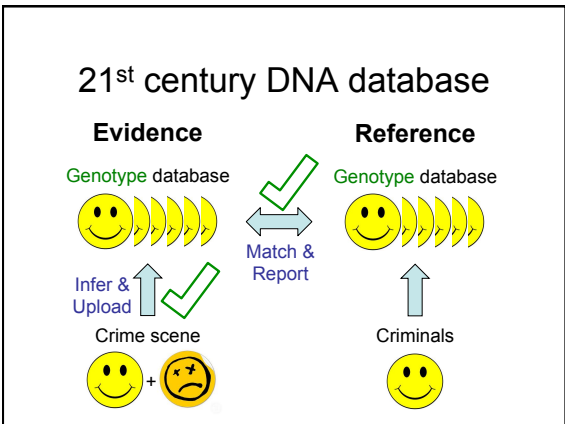 21st century DNA database
Evidence
Reference
Genotype database
Genotype database
Match &
Report
Infer &
Upload
Crime scene
Criminals
+